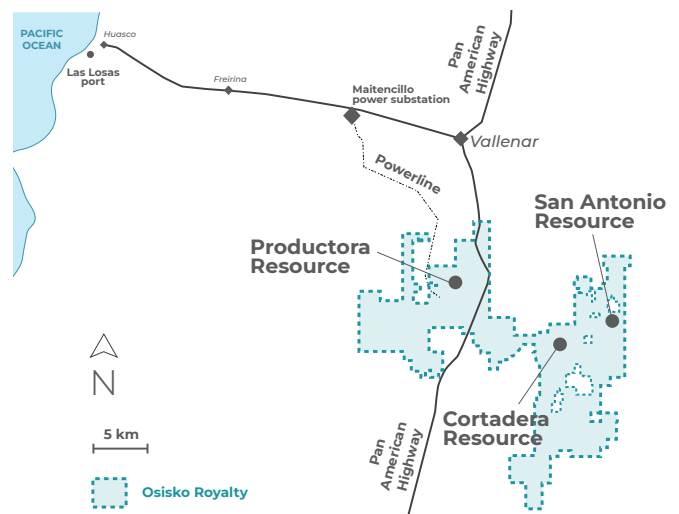 PACIFIC
OCEAN
Huasco
Las Losas
port
Freirina
Maitencillo
power substation
Pan
American
Highway
Vallenar
Powerline
San Antonio
Resource
Productora
Resource
N
Cortadera
Resource
5 km
Pan
American
Highway
Osisko Royalty